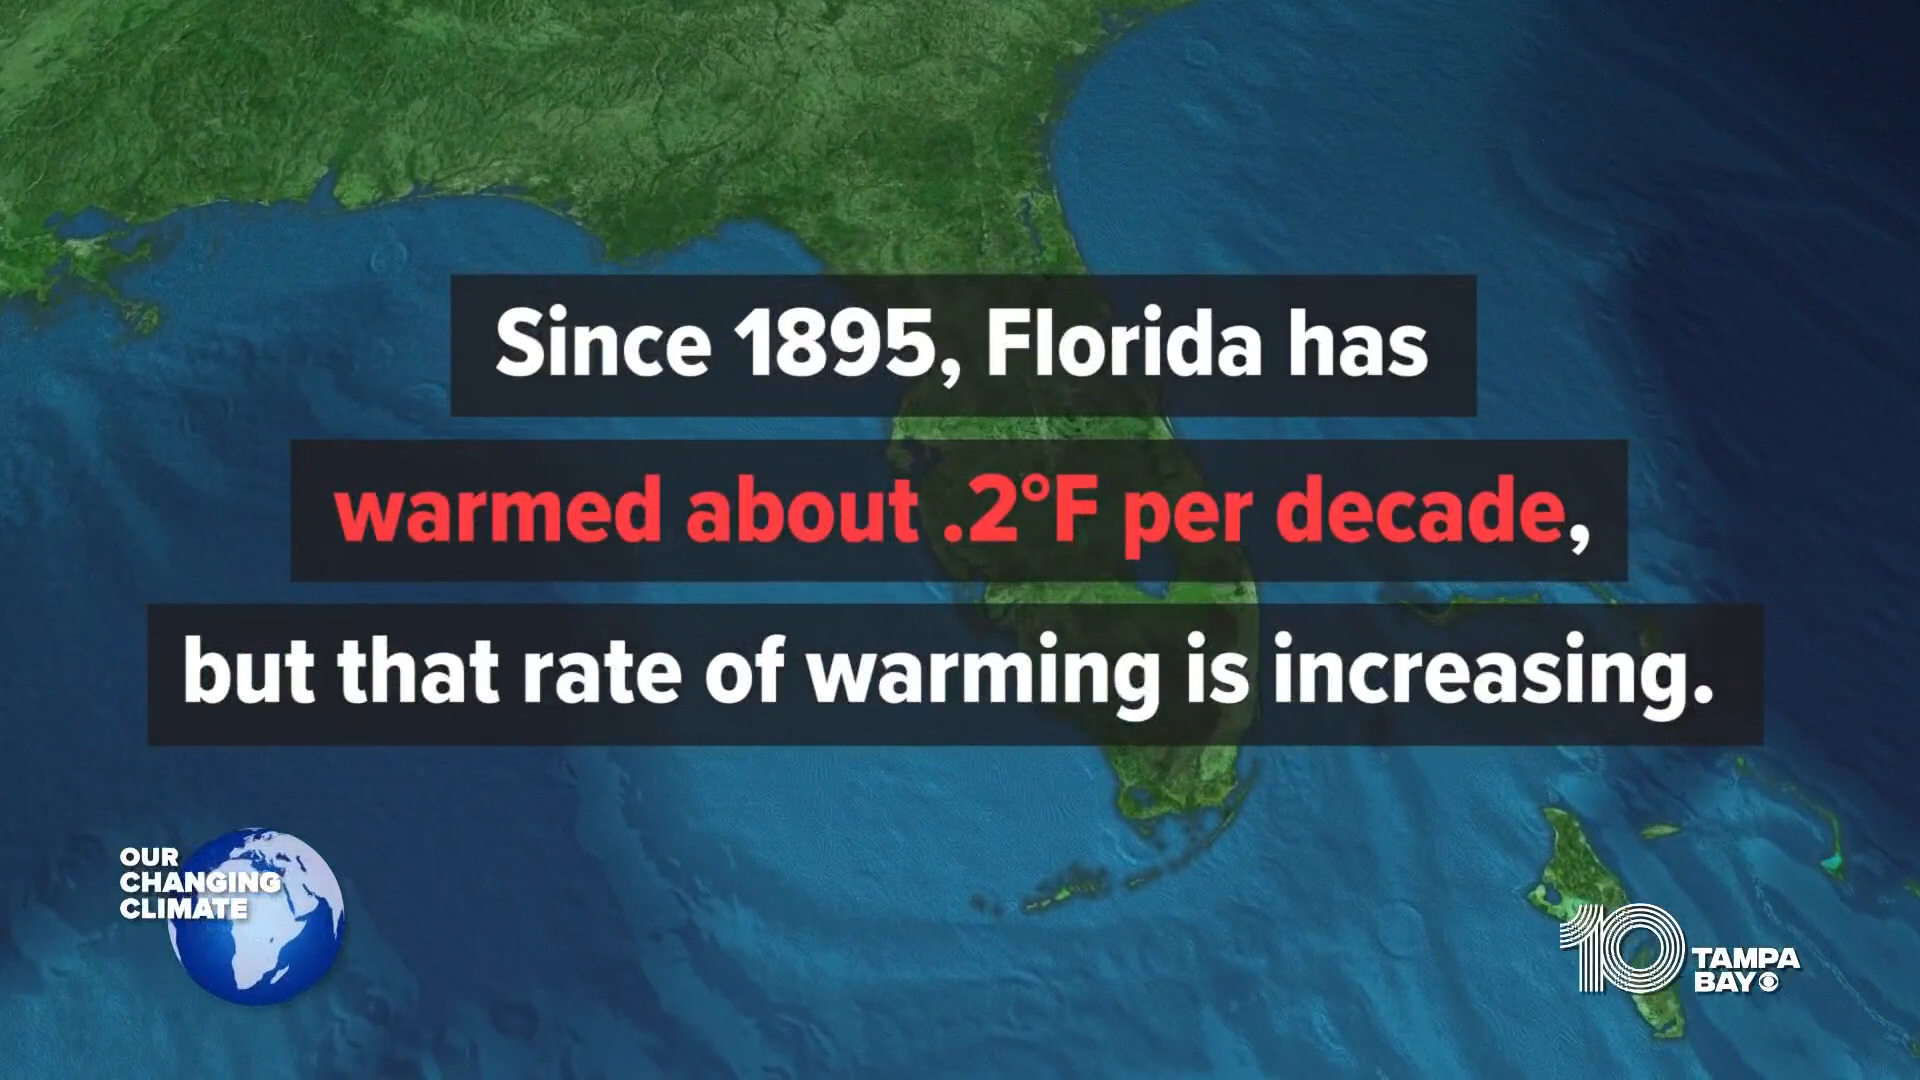 Since 1895, Florida has
warmed about .2°F per decade,
but that rate of warming is increasing.
OUR
CHANGING
CLIMATE
10 TAMPA
BAY